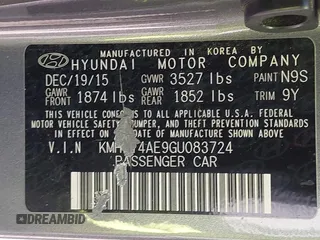 MANUFACTURED IN KOREA BY
HYUNDAI MOTOR COMPANY
DEC/19/15 GVWR 3527 lbs PAINT N9S
GAWR FRONT 1874 lbs GAWR REAR 1852 lbs TRIM 9Y
THIS VEHICLE CONFORMS TO ALL APPLICABLE U.S. FEDERAL
MOTOR VEHICLE SAFETY, BUMPER, AND THEFT PREVENTION
STANDARDS IN EFFECT ON THE DATE OF MANUFACTURE
SHOWN ABOVE
V.I.N 4AE9GU083724
PASSENGER CAR
DREAMBID